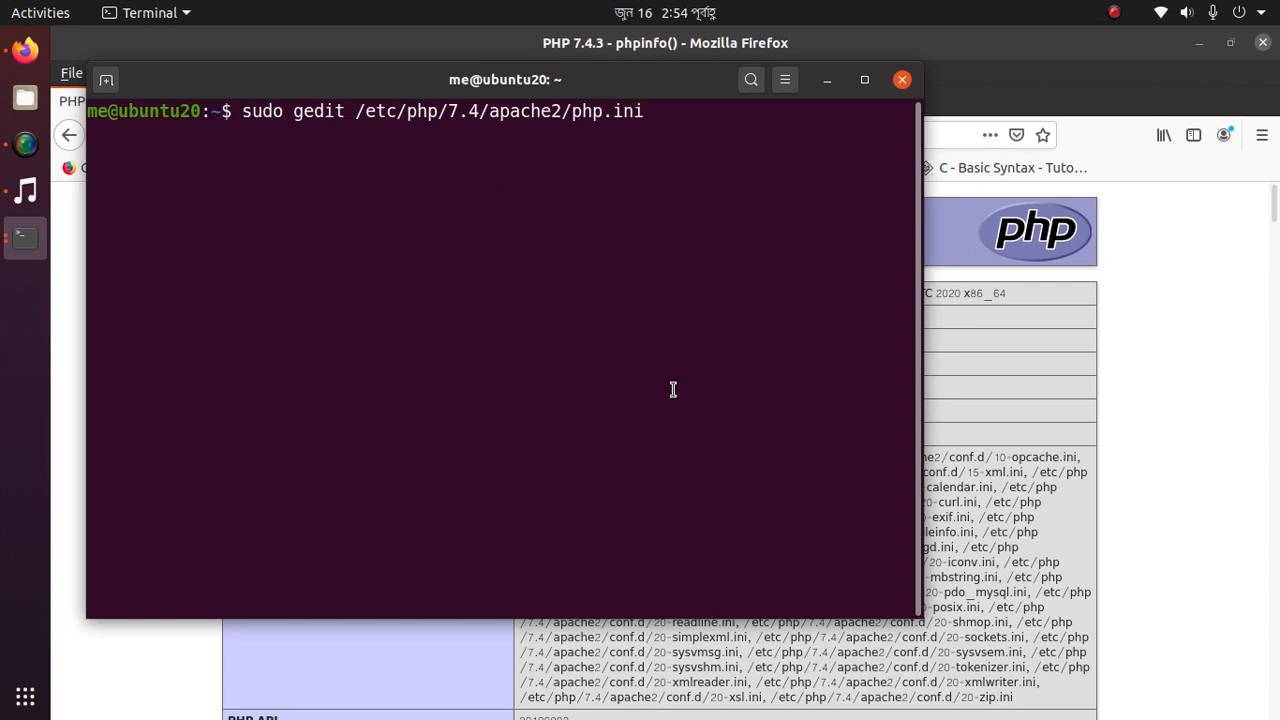 Activities
Terminal
জুন 16 2:54 পূর্বাহ্ণ
PHP 7.4.3 - phpinfo() - Mozilla Firefox
File
me@ubuntu20: ~
PHP
me@ubuntu20:~$ sudo gedit /etc/php/7.4/apache2/php.ini
C - Basic Syntax - Tuto…
php
TC 2020 x86_64
he2/conf.d/10-opcache.ini,
conf.d/15-xml.ini, /etc/php
-calendar.ini, /etc/php
20-curl.ini, /etc/php
-exif.ini, /etc/php
leinfo.ini, /etc/php
gd.ini, /etc/php
/20-iconv.ini, /etc/php
-mbstring.ini, /etc/php
20-pdo_mysql.ini, /etc/php
-posix.ini, /etc/php
/7.4/apache2/conf.d/20-readline.ini, /etc/php/7.4/apache2/conf.d/20-shmop.ini, /etc/php
/7.4/apache2/conf.d/20-simplexml.ini, /etc/php/7.4/apache2/conf.d/20-sockets.ini, /etc/php
/7.4/apache2/conf.d/20-sysvmsg.ini, /etc/php/7.4/apache2/conf.d/20-sysvsem.ini, /etc/php
/7.4/apache2/conf.d/20-sysvshm.ini, /etc/php/7.4/apache2/conf.d/20-tokenizer.ini, /etc/php
/7.4/apache2/conf.d/20-xmlreader.ini, /etc/php/7.4/apache2/conf.d/20-xmlwriter.ini,
/etc/php/7.4/apache2/conf.d/20-xsl.ini, /etc/php/7.4/apache2/conf.d/20-zip.ini
PHP API
20190902